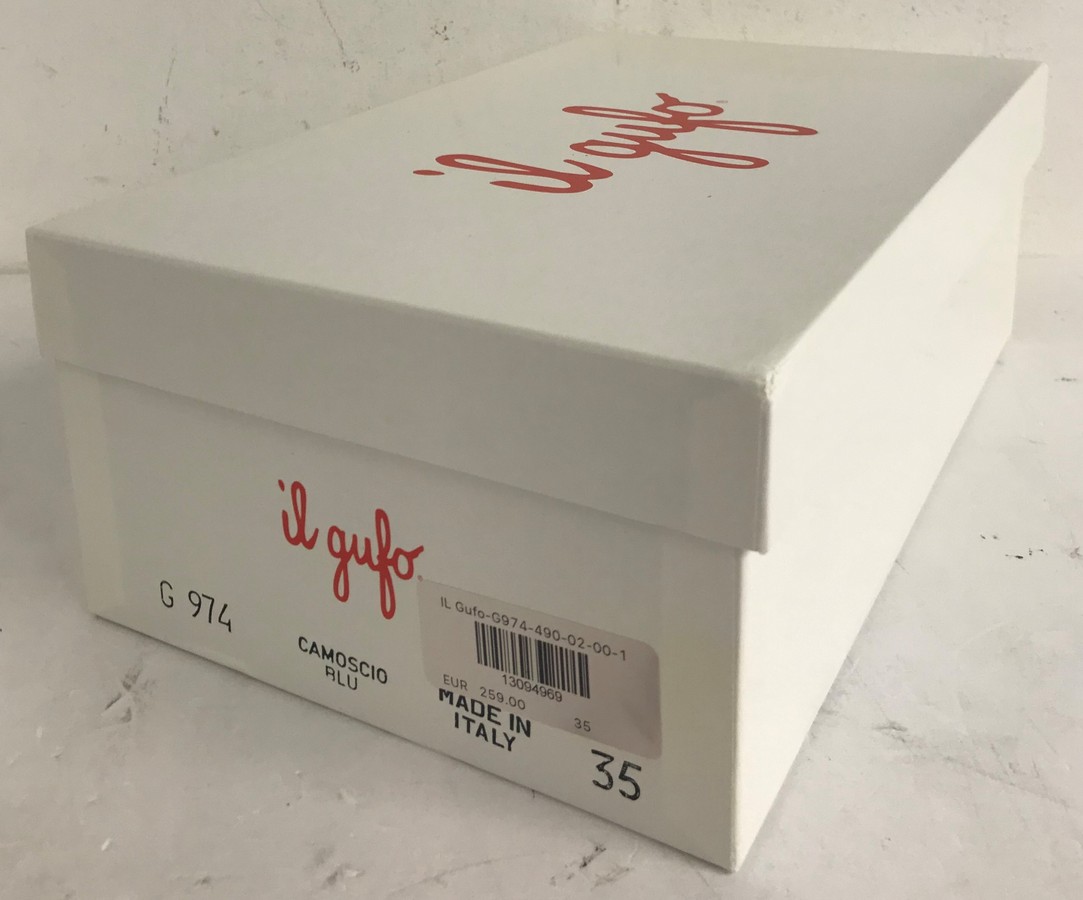 il gufo
il gufo
G 974
CAMOSCIO
BLU
IL Gufo-G974-490-02-00-1
13094969
EUR 259.00
35
MADE IN
ITALY
35